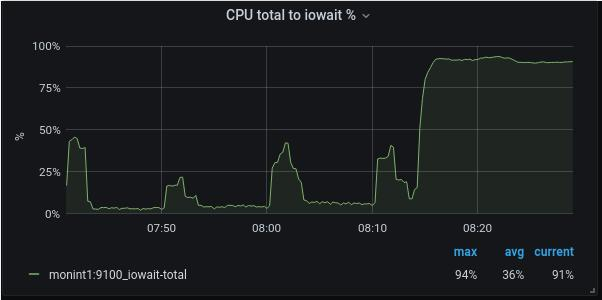 CPU total to iowait %
100%
75%
50%
25%
0%
%
07:50 08:00 08:10 08:20
max avg current
monint1:9100_iowait-total 94% 36% 91%